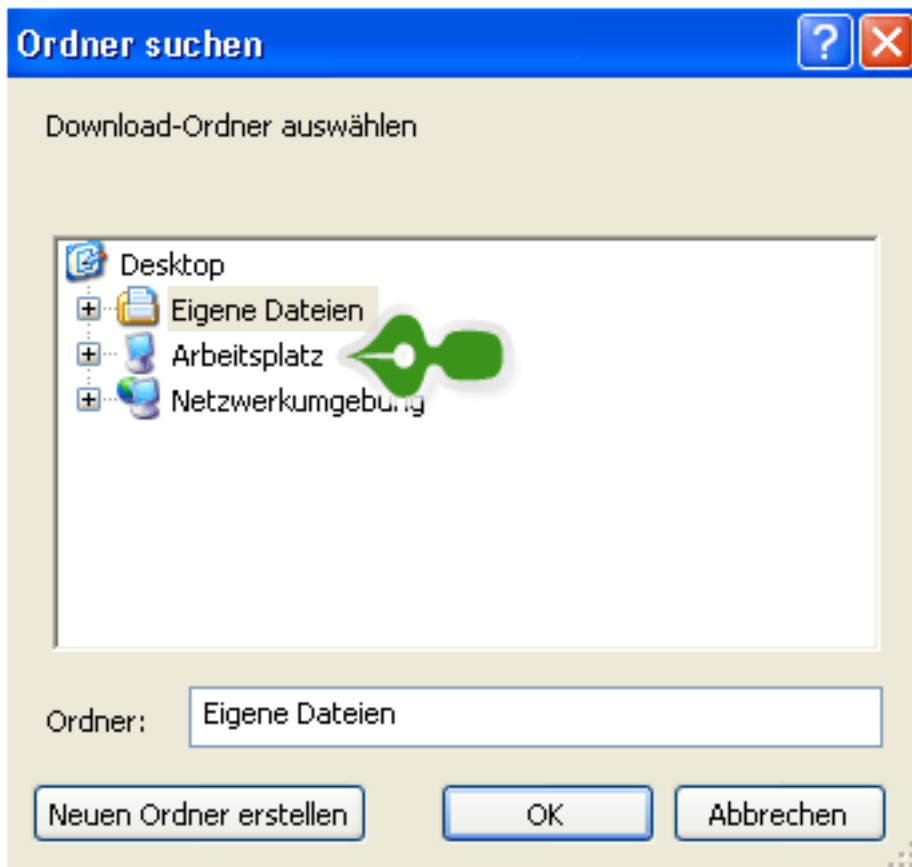 Ordner suchen
Download-Ordner auswählen
Desktop
Eigene Dateien
Arbeitsplatz
Netzwerkumgebung
Ordner: Eigene Dateien
Neuen Ordner erstellen OK Abbrechen